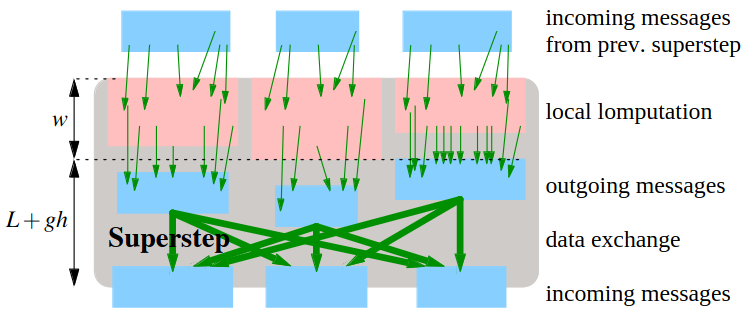 incoming messages
from prev. superstep
w
local lomputation
outgoing messages
L + gh
Superstep
data exchange
incoming messages